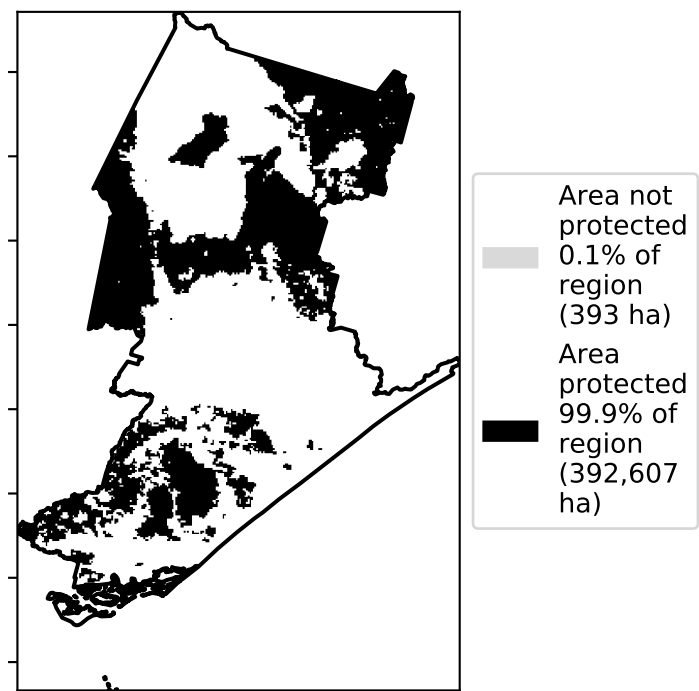 Area not
protected
0.1% of
region
(393 ha)
Area
protected
99.9% of
region
(392,607
ha)